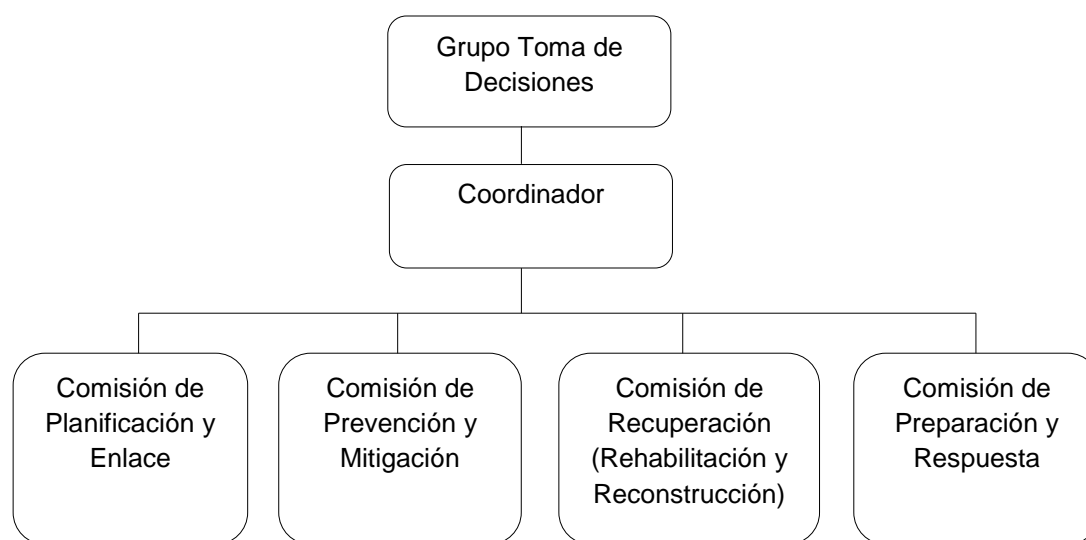 Grupo Toma de
Decisiones
Coordinador
Comisión de
Planificación y
Enlace
Comisión de
Prevención y
Mitigación
Comisión de
Recuperación
(Rehabilitación y
Reconstrucción)
Comisión de
Preparación y
Respuesta